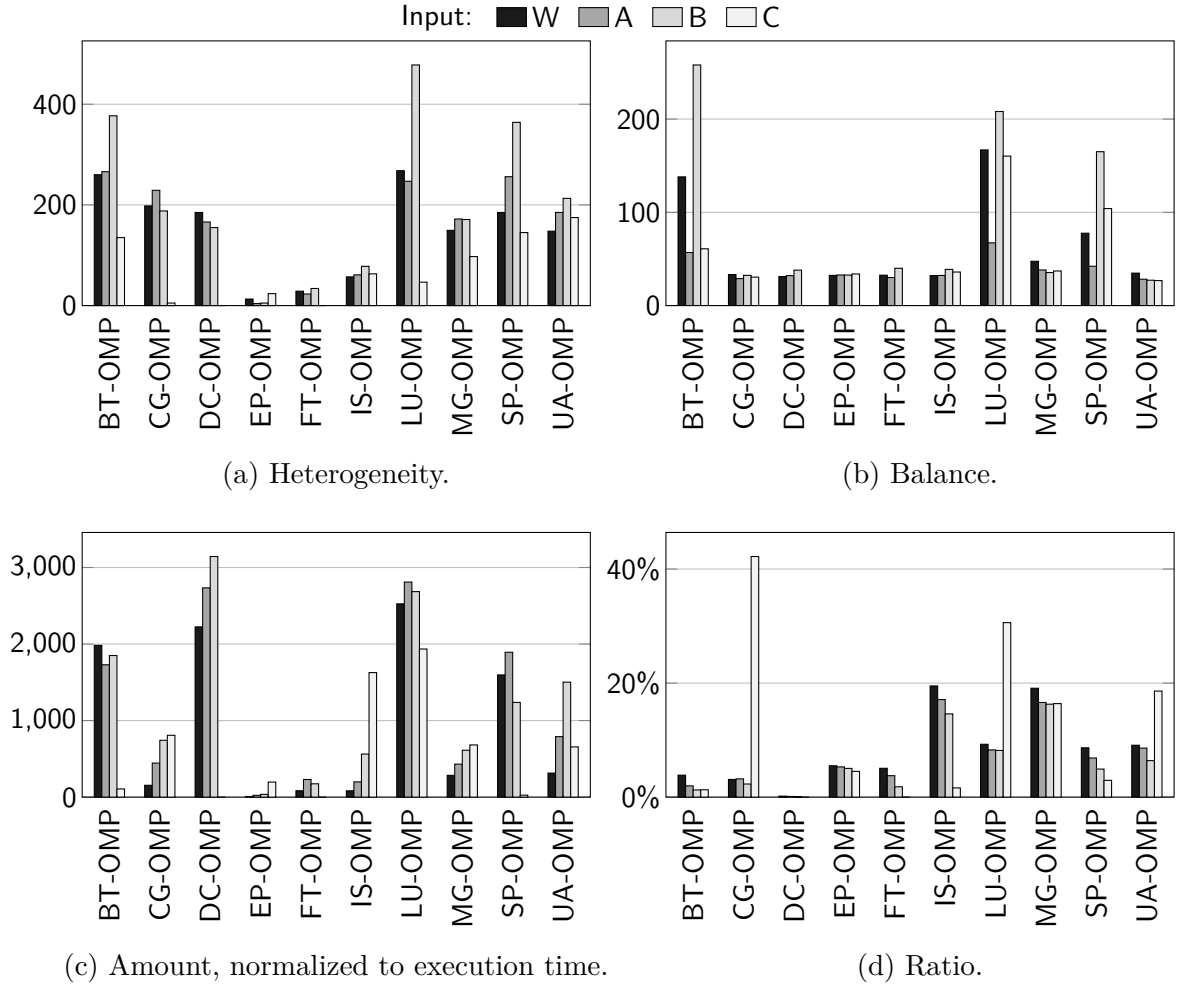 Input: W A B C
400
200
0
BT-OMP
CG-OMP
DC-OMP
EP-OMP
FT-OMP
IS-OMP
LU-OMP
MG-OMP
SP-OMP
UA-OMP
(a) Heterogeneity.
200
100
0
BT-OMP
CG-OMP
DC-OMP
EP-OMP
FT-OMP
IS-OMP
LU-OMP
MG-OMP
SP-OMP
UA-OMP
(b) Balance.
3,000
2,000
1,000
0
BT-OMP
CG-OMP
DC-OMP
EP-OMP
FT-OMP
IS-OMP
LU-OMP
MG-OMP
SP-OMP
UA-OMP
(c) Amount, normalized to execution time.
40%
20%
0%
BT-OMP
CG-OMP
DC-OMP
EP-OMP
FT-OMP
IS-OMP
LU-OMP
MG-OMP
SP-OMP
UA-OMP
(d) Ratio.